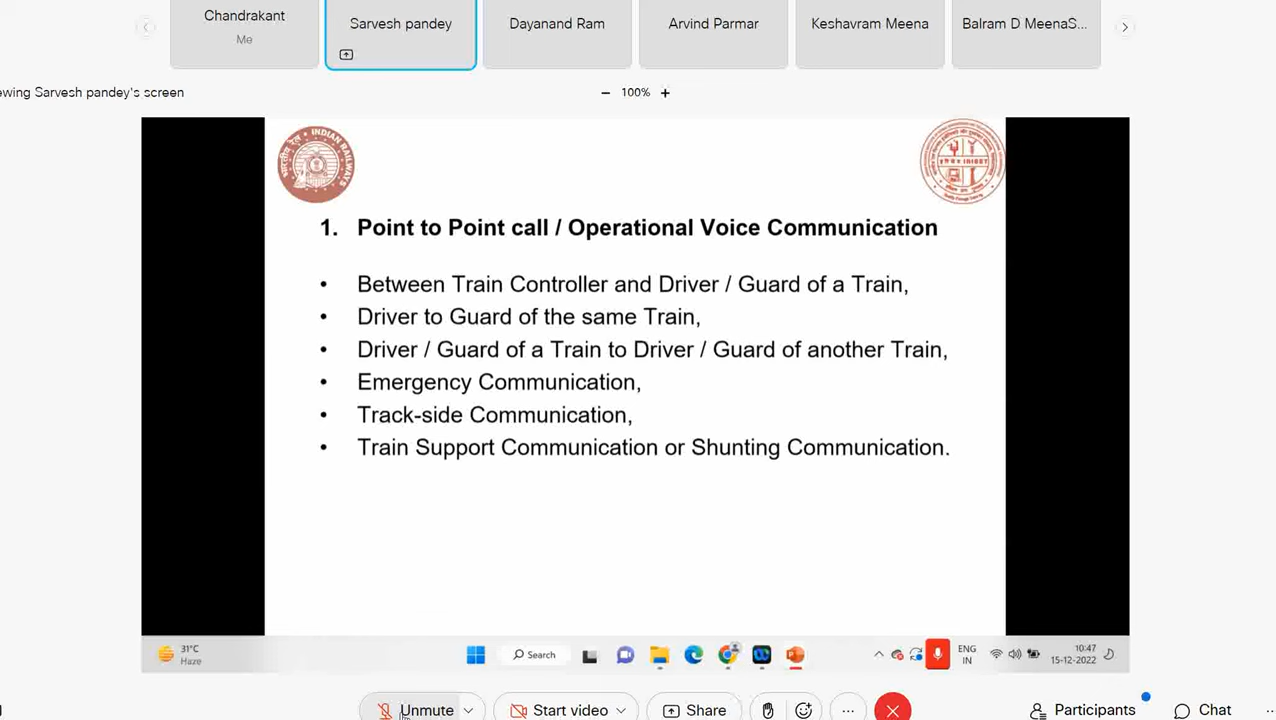 Chandrakant
Me
Sarvesh pandey
Dayanand Ram
Arvind Parmar
Keshavram Meena
Balram D MeenaS...
ewing Sarvesh pandey's screen
− 100% +
INDIAN RAILWAYS
भारतीय रेल
IRISET
1. Point to Point call / Operational Voice Communication
• Between Train Controller and Driver / Guard of a Train,
• Driver to Guard of the same Train,
• Driver / Guard of a Train to Driver / Guard of another Train,
• Emergency Communication,
• Track-side Communication,
• Train Support Communication or Shunting Communication.
31°C
Haze
Search
ENG
IN
10:47
15-12-2022
Unmute
Start video
Share
...
Participants
Chat